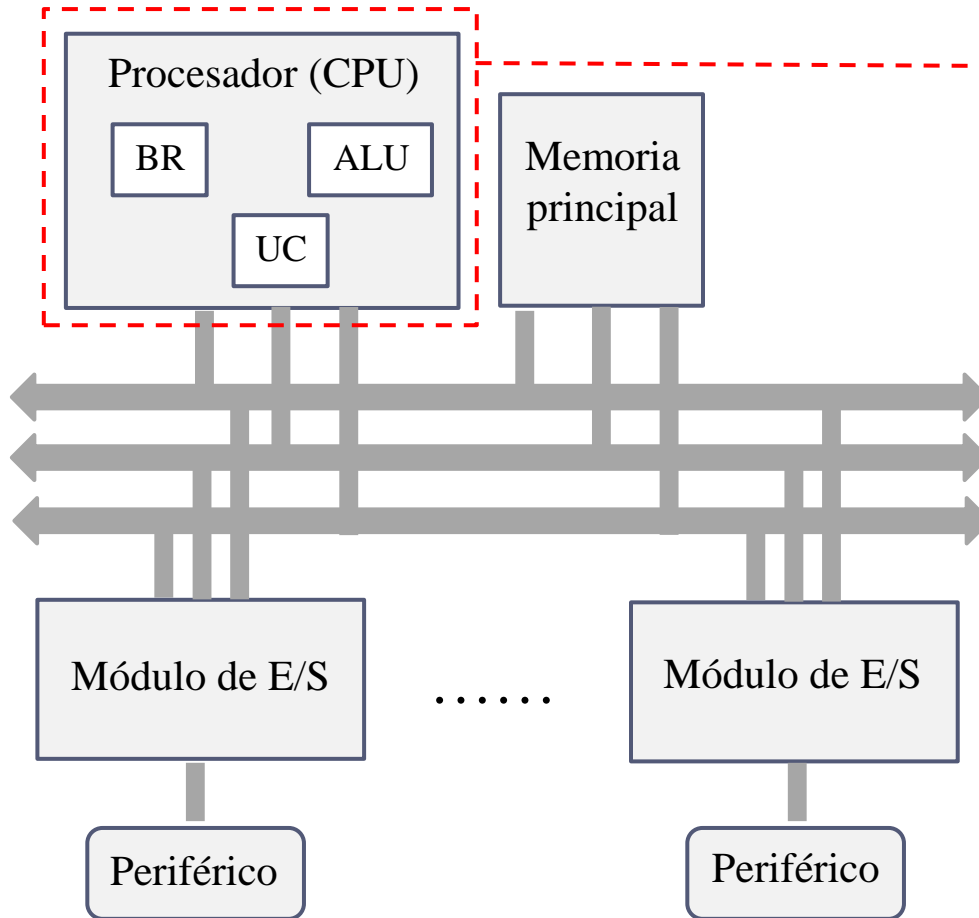 Procesador (CPU)
BR
ALU
UC
Memoria
principal
Módulo de E/S
......
Módulo de E/S
Periférico
Periférico